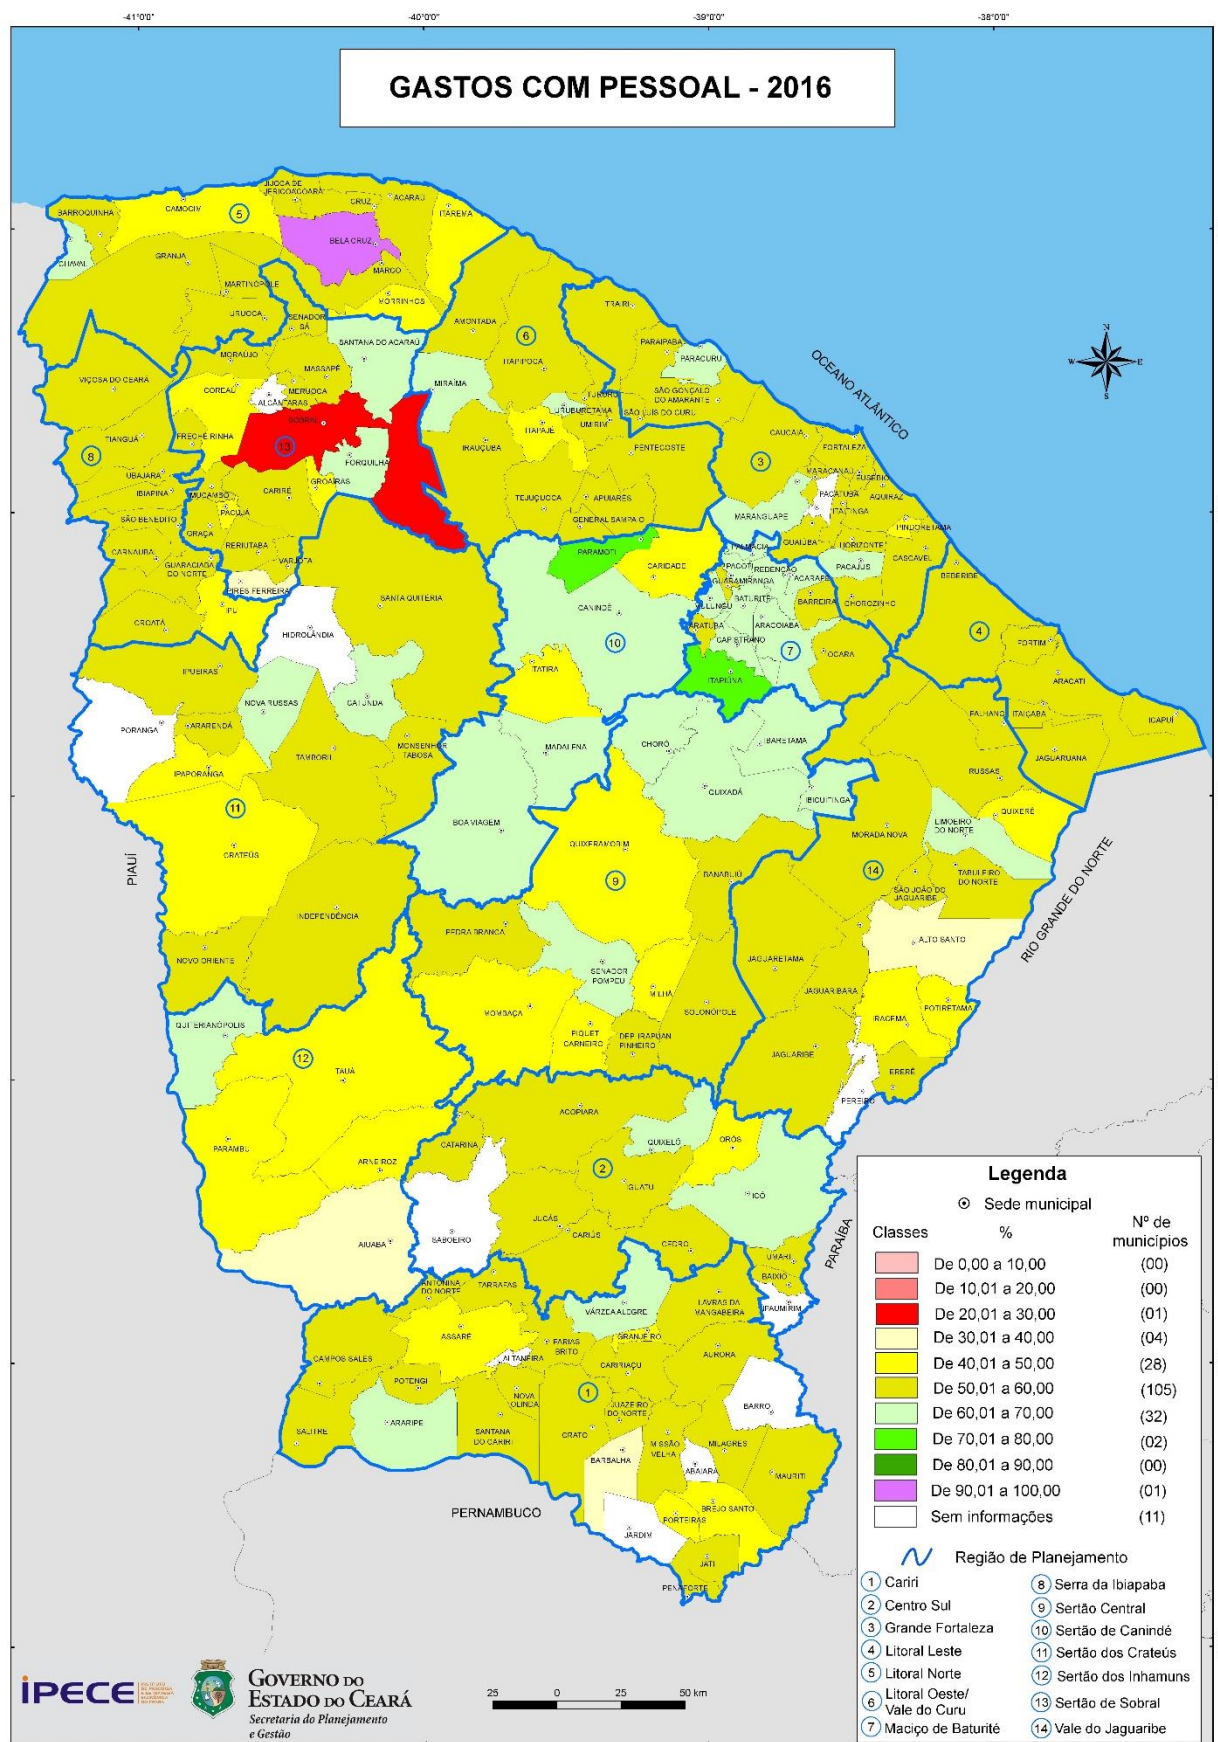 -41°0'0"
-40°0'0"
-39°0'0"
-38°0'0"
GASTOS COM PESSOAL - 2016
JIJOCA DE
JERICOACOARA
BARROQUINHA
CAMOCIM
5
CRUZ
ACARAÚ
ITAREMA
CHAVAL
BELA CRUZ
GRANJA
MARCO
MARTINÓPOLE
MORRINHOS
URUOCA
SENADOR
SÁ
AMONTADA
6
TRAIRI
SANTANA DO ACARAÚ
PARAIPABA
PARACURU
OCEANO ATLÂNTICO
N
W
E
S
MORAÚJO
MASSAPÊ
ITAPIPOCA
VIÇOSA DO CEARÁ
COREAÚ
MERUOCA
ALCÂNTARAS
MIRAÍMA
TURURU
SÃO GONÇALO
DO AMARANTE
URUBURETAMA
SÃO LUÍS DO CURU
SOBRAL
ITAPAJÉ
UMIRIM
TIANGUÁ
FRECHEIRINHA
8
13
IRAUÇUBA
PENTECOSTE
CAUCAIA
FORTALEZA
3
FORQUILHA
UBAJARA
MARACANAÚ
EUSÉBIO
IBIAPINA
MUCAMBO
CARIRÉ
GROAÍRAS
TEJUÇUOCA
APUIARÉS
PACATUBA
AQUIRAZ
ITAITINGA
PACUJÁ
SÃO BENEDITO
MARANGUAPE
GENERAL SAMPAIO
PINDORETAMA
GRAÇA
RERIUTABA
GUAIÚBA
HORIZONTE
CARNAUBAL
GUARACIABA
DO NORTE
VARJOTA
PARAMOTI
PALMÁCIA
CASCAVEL
PACOTI
REDENÇÃO
PACAJUS
BEBERIBE
CARIDADE
PIRES FERREIRA
GUARAMIRANGA
ACARAPE
IPU
SANTA QUITÉRIA
MULUNGU
BATURITÉ
BARREIRA
CHOROZINHO
CROATÁ
HIDROLÂNDIA
CANINDÉ
ARATUBA
ARACOIABA
4
FORTIM
10
CAPISTRANO
7
OCARA
IPUEIRAS
ITATIRA
ITAPIÚNA
ARACATI
NOVA RUSSAS
CATUNDA
PORANGA
ARARENDÁ
PALHANO
ITAIÇABA
ICAPUÍ
MONSENHOR
TABOSA
MADALENA
CHORÓ
IBARETAMA
TAMBORIL
JAGUARUANA
IPAPORANGA
RUSSAS
QUIXADÁ
IBICUITINGA
11
BOA VIAGEM
QUIXERÉ
LIMOEIRO
DO NORTE
MORADA NOVA
CRATEÚS
QUIXERAMOBIM
PIAUÍ
9
BANABUIÚ
14
TABULEIRO
DO NORTE
SÃO JOÃO DO
JAGUARIBE
RIO GRANDE DO NORTE
INDEPENDÊNCIA
PEDRA BRANCA
ALTO SANTO
NOVO ORIENTE
SENADOR
POMPEU
JAGUARETAMA
JAGUARIBARA
MILHÃ
SOLONÓPOLE
QUITERIANÓPOLIS
MOMBAÇA
IRACEMA
POTIRETAMA
PIQUET
CARNEIRO
DEP. IRAPUAN
PINHEIRO
JAGUARIBE
12
TAUÁ
ERERÊ
PEREIRO
ACOPIARA
PARAMBU
CATARINA
QUIXELÔ
ORÓS
ARNEIROZ
2
IGUATU
ICÓ
JUCÁS
CARIÚS
AIUABA
SABOEIRO
CEDRO
PARAÍBA
UMARI
BAIXIO
ANTONINA
DO NORTE
TARRAFAS
IPAUMIRIM
VÁRZEA ALEGRE
LAVRAS DA
MANGABEIRA
ASSARÉ
GRANJEIRO
FARIAS
BRITO
AURORA
CAMPOS SALES
ALTANEIRA
CARIRIAÇU
POTENGI
NOVA
OLINDA
1
JUAZEIRO
DO NORTE
BARRO
ARARIPE
SALITRE
SANTANA
DO CARIRI
CRATO
MISSÃO
VELHA
MILAGRES
BARBALHA
ABAIARA
MAURITI
PERNAMBUCO
BREJO SANTO
PORTEIRAS
JARDIM
JATI
PENAFORTE
Legenda
Sede municipal
Classes % Nº de
municípios
De 0,00 a 10,00 (00)
De 10,01 a 20,00 (00)
De 20,01 a 30,00 (01)
De 30,01 a 40,00 (04)
De 40,01 a 50,00 (28)
De 50,01 a 60,00 (105)
De 60,01 a 70,00 (32)
De 70,01 a 80,00 (02)
De 80,01 a 90,00 (00)
De 90,01 a 100,00 (01)
Sem informações (11)
Região de Planejamento
1 Cariri
2 Centro Sul
3 Grande Fortaleza
4 Litoral Leste
5 Litoral Norte
6 Litoral Oeste/
Vale do Curu
7 Maciço de Baturité
8 Serra da Ibiapaba
9 Sertão Central
10 Sertão de Canindé
11 Sertão dos Crateús
12 Sertão dos Inhamuns
13 Sertão de Sobral
14 Vale do Jaguaribe
IPECE
GOVERNO DO
ESTADO DO CEARÁ
Secretaria do Planejamento
e Gestão
25 0 25 50 km